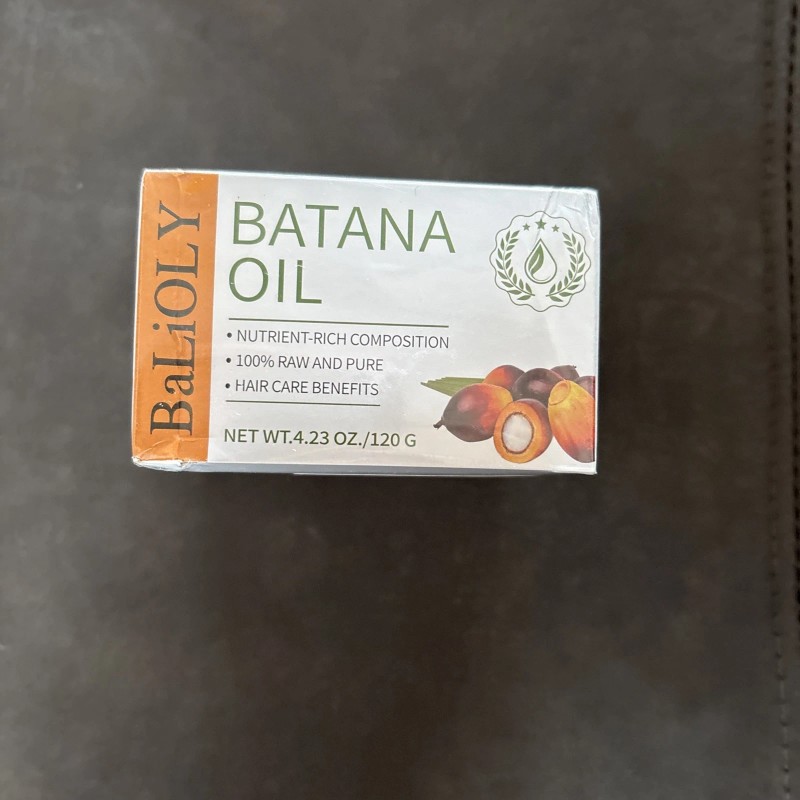 BaLiOLY
BATANA
OIL
• NUTRIENT-RICH COMPOSITION
• 100% RAW AND PURE
• HAIR CARE BENEFITS
NET WT.4.23 OZ./120 G